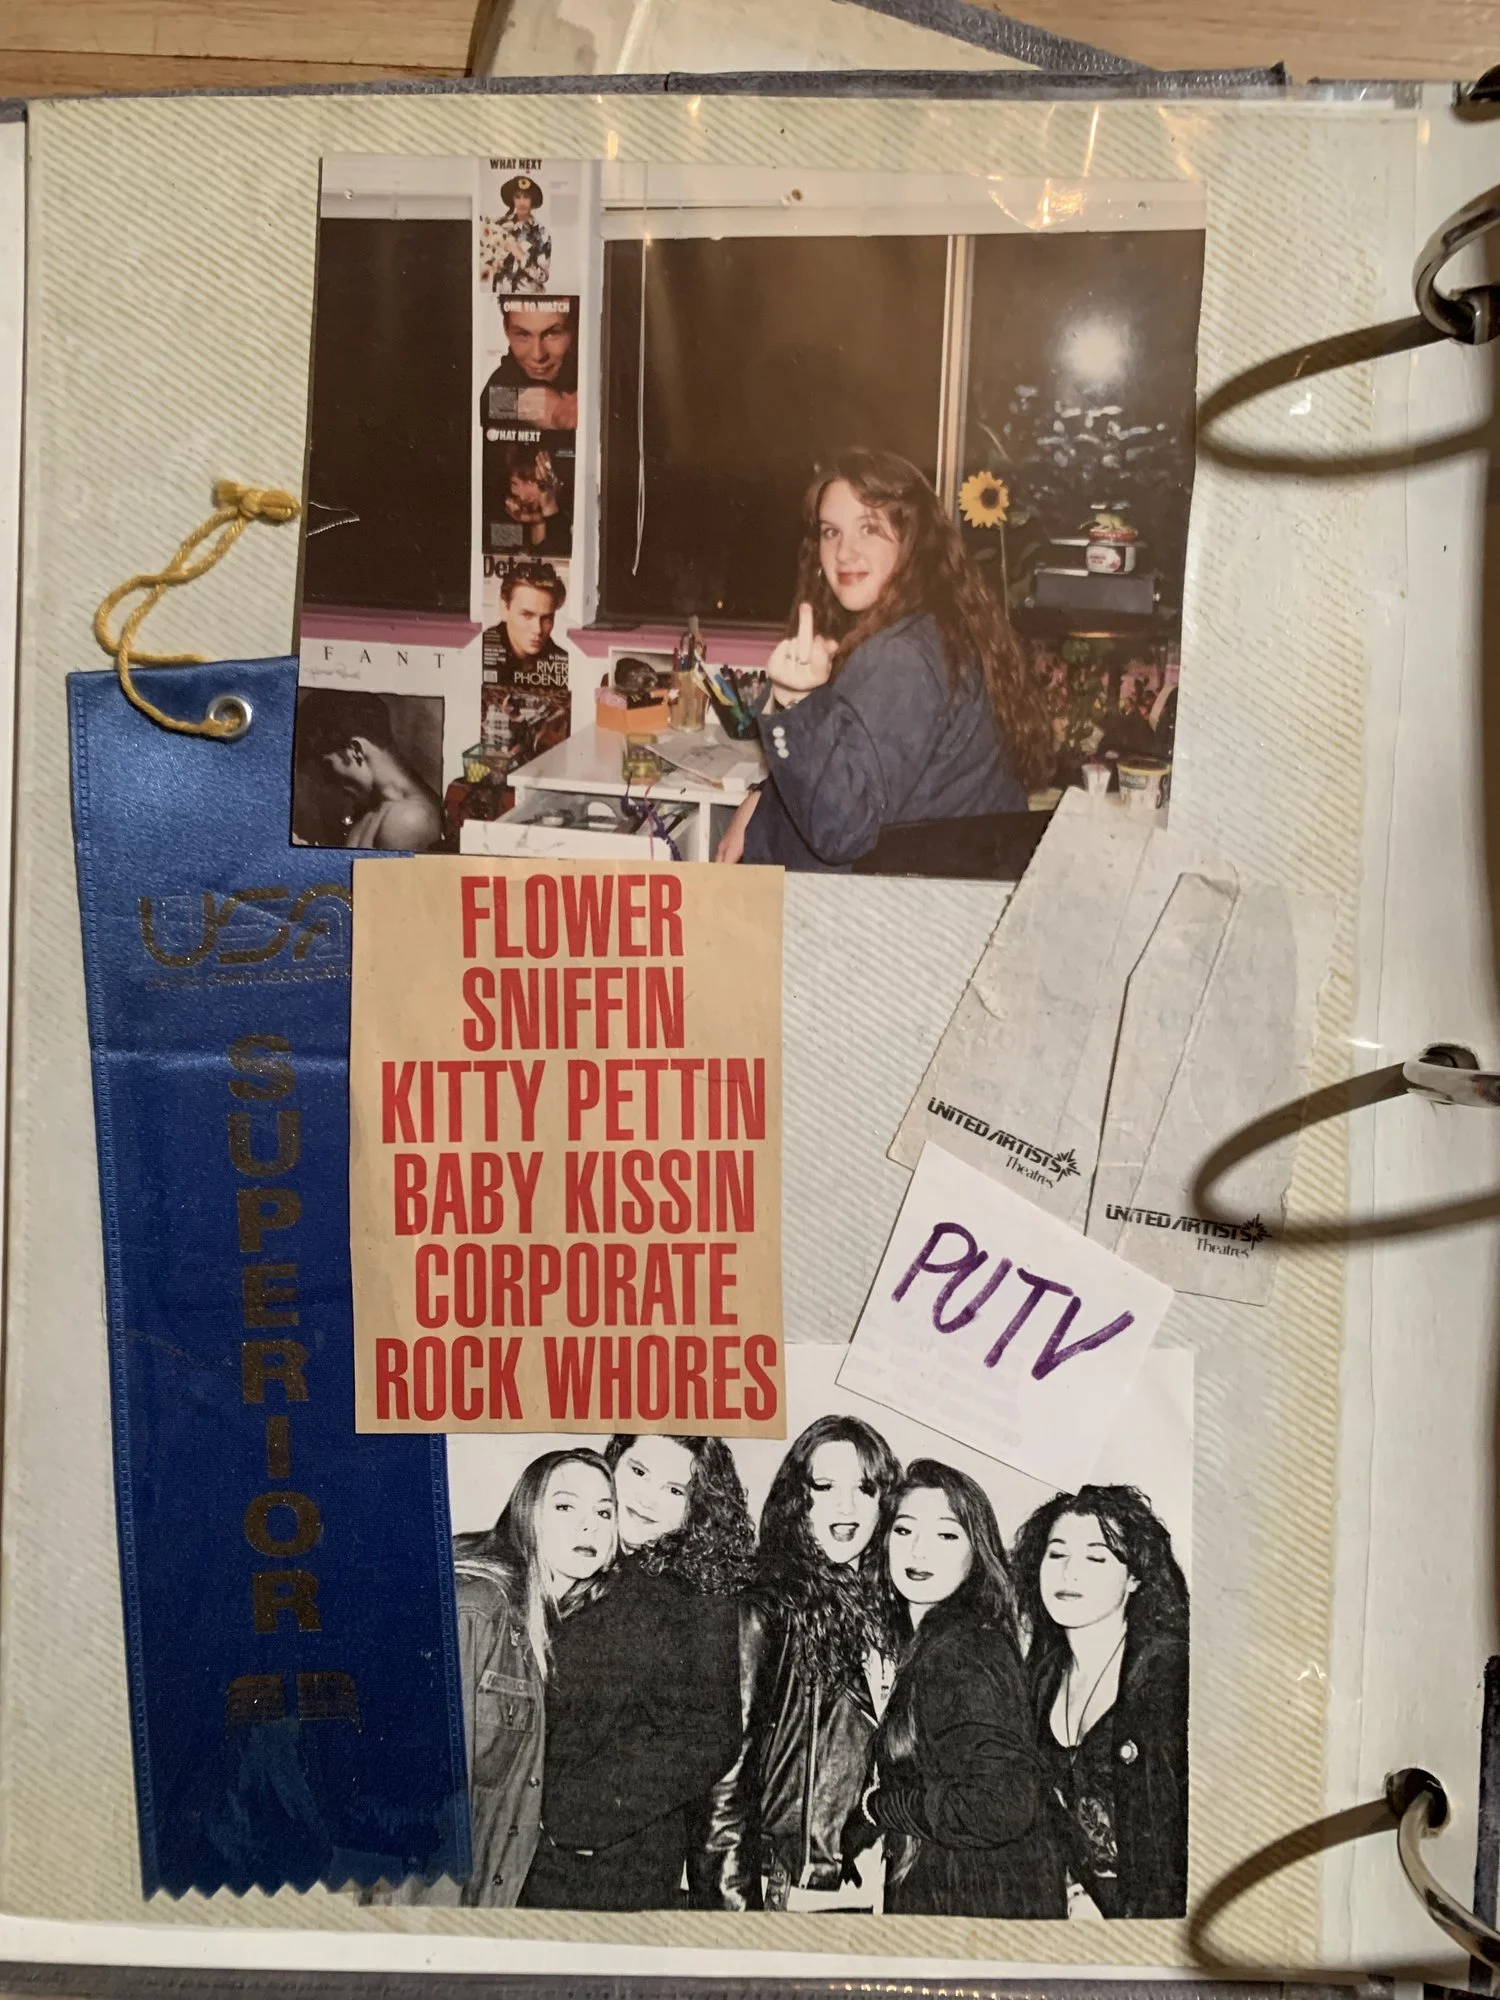 WHAT NEXT
ONE TO WATCH
WHAT NEXT
Details
RIVER
PHOENIX
FANT
USA
SUPERIOR
FLOWER
SNIFFIN
KITTY PETTIN
BABY KISSIN
CORPORATE
ROCK WHORES
UNITED ARTISTS
Theatres
UNITED ARTISTS
Theatres
PUTV